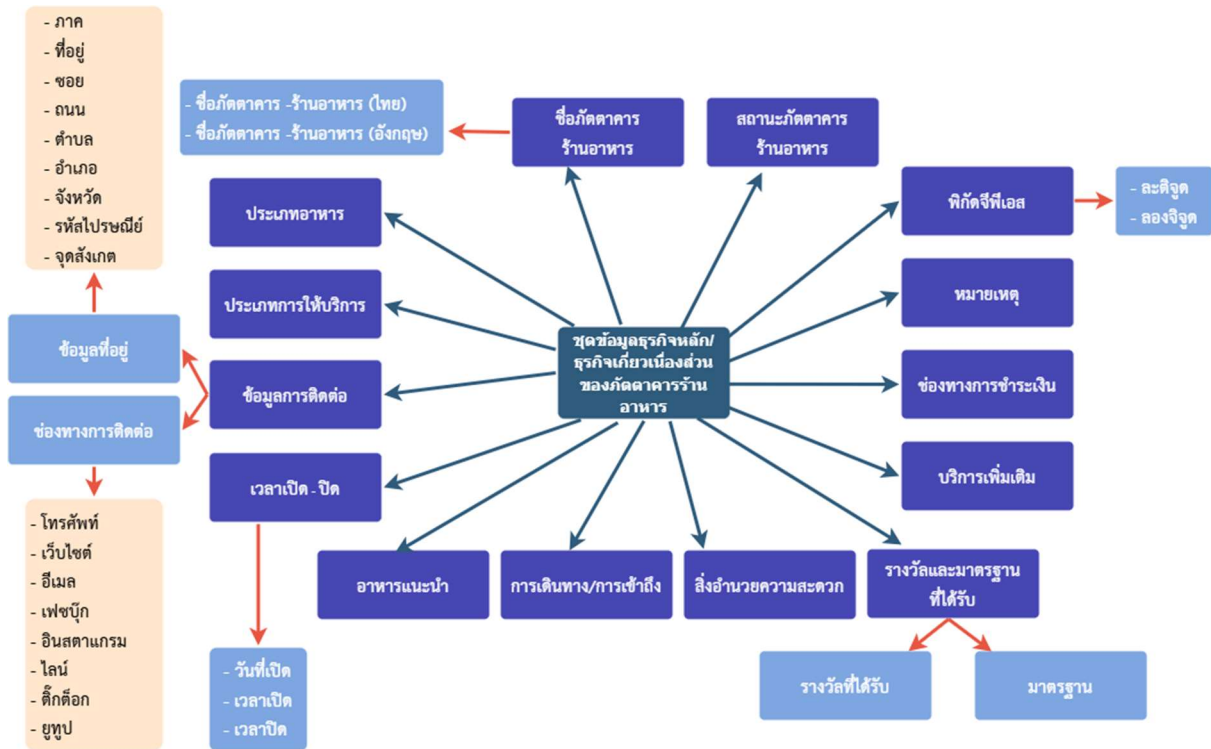 - ภาค
- ที่อยู่
- ซอย
- ถนน
- ตำบล
- อำเภอ
- จังหวัด
- รหัสไปรษณีย์
- จุดสังเกต
- ชื่อภัตตาคาร -ร้านอาหาร (ไทย)
- ชื่อภัตตาคาร -ร้านอาหาร (อังกฤษ)
ชื่อภัตตาคาร
ร้านอาหาร
สถานะภัตตาคาร
ร้านอาหาร
พิกัดจีพีเอส
- ละติจูด
- ลองจิจูด
ประเภทอาหาร
ประเภทการให้บริการ
หมายเหตุ
ข้อมูลที่อยู่
ช่องทางการติดต่อ
ข้อมูลการติดต่อ
ชุดข้อมูลธุรกิจหลัก/
ธุรกิจเกี่ยวเนื่องส่วน
ของภัตตาคารร้าน
อาหาร
ช่องทางการชำระเงิน
เวลาเปิด - ปิด
บริการเพิ่มเติม
- โทรศัพท์
- เว็บไซต์
- อีเมล
- เฟซบุ๊ก
- อินสตาแกรม
- ไลน์
- ติ๊กต็อก
- ยูทูป
อาหารแนะนำ
การเดินทาง/การเข้าถึง
สิ่งอำนวยความสะดวก
รางวัลและมาตรฐาน
ที่ได้รับ
- วันที่เปิด
- เวลาเปิด
- เวลาปิด
รางวัลที่ได้รับ
มาตรฐาน